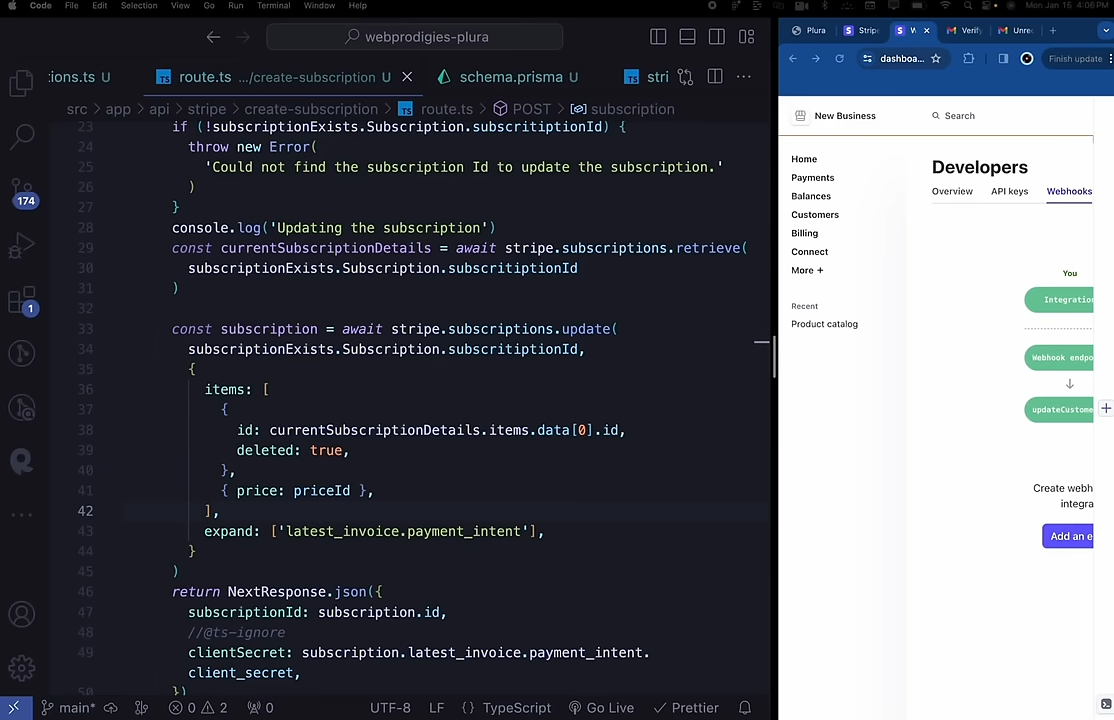 Code File Edit Selection View Go Run Terminal Window Help
Mon Jan 15 4:06 PM
webprodigies-plura
ions.ts U
TS route.ts .../create-subscription U
schema.prisma U
TS stri
src > app > api > stripe > create-subscription > TS route.ts > POST > subscription
23 if (!subscriptionExists.Subscription.subscritiptionId) {
24 throw new Error(
25 'Could not find the subscription Id to update the subscription.'
26 )
27 }
28 console.log('Updating the subscription')
29 const currentSubscriptionDetails = await stripe.subscriptions.retrieve(
30 subscriptionExists.Subscription.subscritiptionId
31 )
32
33 const subscription = await stripe.subscriptions.update(
34 subscriptionExists.Subscription.subscritiptionId,
35 {
36 items: [
37 {
38 id: currentSubscriptionDetails.items.data[0].id,
39 deleted: true,
40 },
41 { price: priceId },
42 ],
43 expand: ['latest_invoice.payment_intent'],
44 }
45 )
46 return NextResponse.json({
47 subscriptionId: subscription.id,
48 //@ts-ignore
49 clientSecret: subscription.latest_invoice.payment_intent.
client_secret,
50 })
174
1
main* 0 2 0 UTF-8 LF {} TypeScript Go Live Prettier
Plura
Strip
W
Verify
Unre
dashboa...
Finish update
New Business
Search
Home
Payments
Balances
Customers
Billing
Connect
More +
Recent
Product catalog
Developers
Overview API keys Webhooks
You
Integration
Webhook endpo
updateCustome
Create webh
integra
Add an e